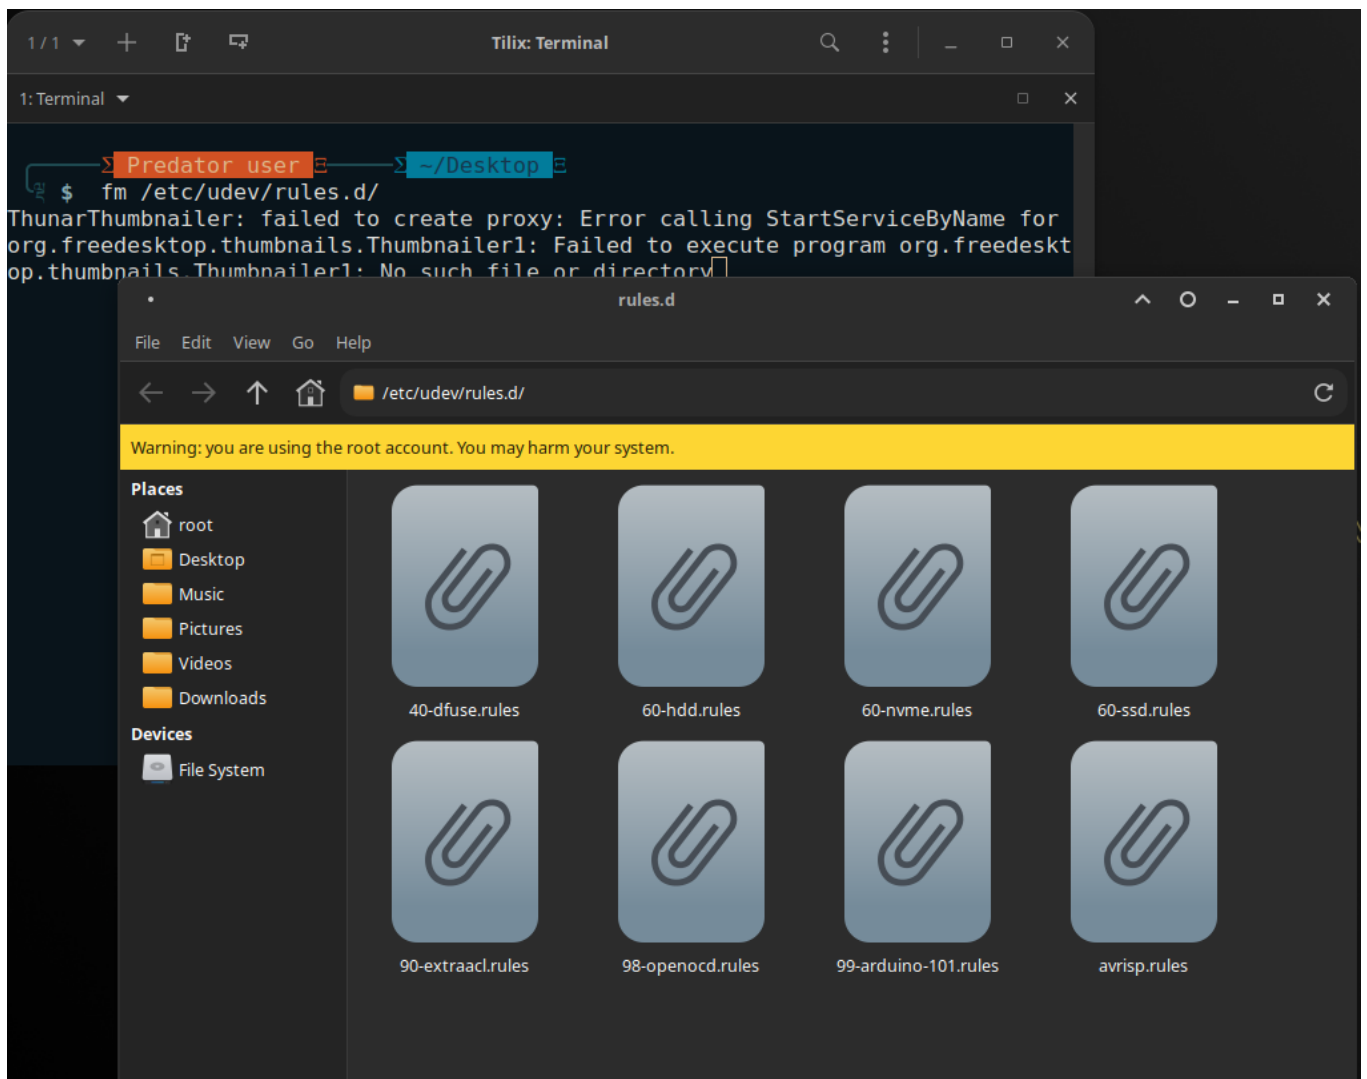 1 / 1
Tilix: Terminal
1: Terminal
Σ Predator user Ξ Σ ~/Desktop Ξ
$ fm /etc/udev/rules.d/
ThunarThumbnailer: failed to create proxy: Error calling StartServiceByName for
org.freedesktop.thumbnails.Thumbnailer1: Failed to execute program org.freedeskt
op.thumbnails.Thumbnailer1: No such file or directory
rules.d
File Edit View Go Help
/etc/udev/rules.d/
Warning: you are using the root account. You may harm your system.
Places
root
Desktop
Music
Pictures
Videos
Downloads
Devices
File System
40-dfuse.rules
60-hdd.rules
60-nvme.rules
60-ssd.rules
90-extraacl.rules
98-openocd.rules
99-arduino-101.rules
avrisp.rules